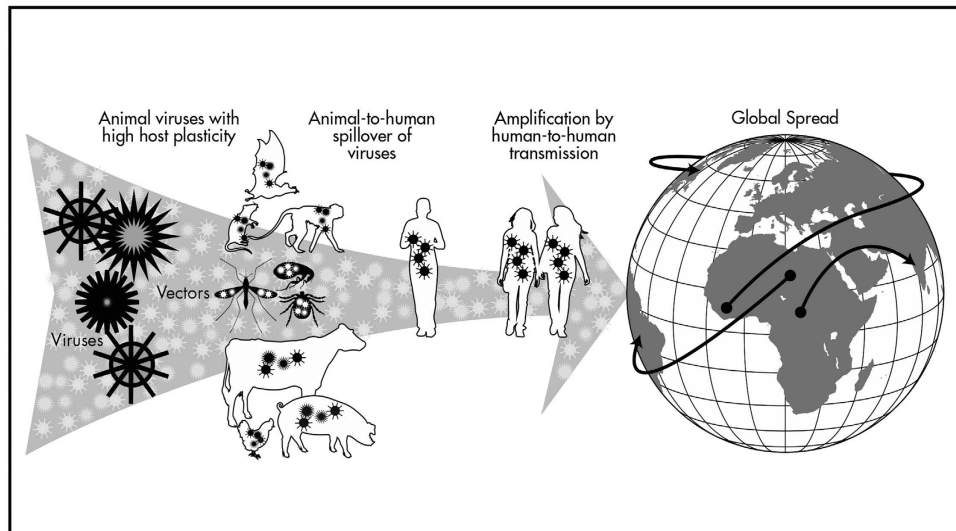 Animal viruses with
high host plasticity
Animal-to-human
spillover of
viruses
Amplification by
human-to-human
transmission
Global Spread
Vectors
Viruses